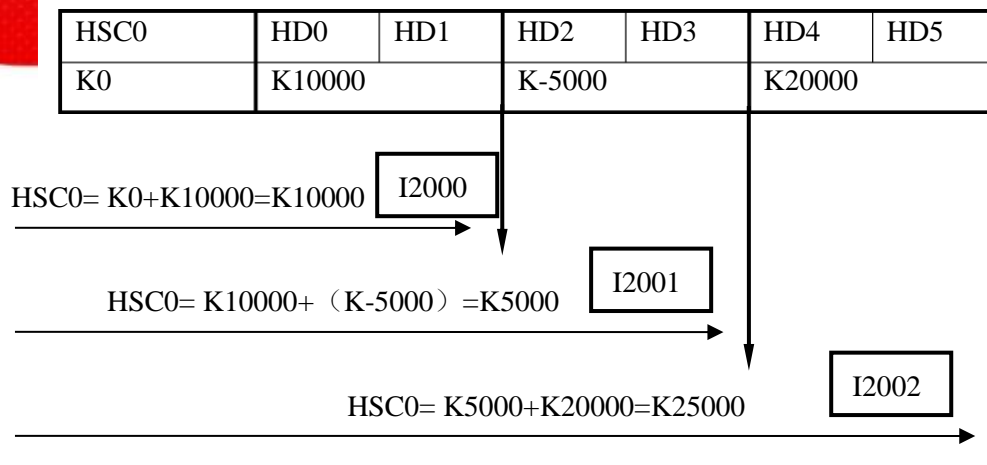 HSC0 HD0 HD1 HD2 HD3 HD4 HD5
K0 K10000 K-5000 K20000
HSC0= K0+K10000=K10000 I2000
HSC0= K10000+（K-5000）=K5000 I2001
HSC0= K5000+K20000=K25000 I2002